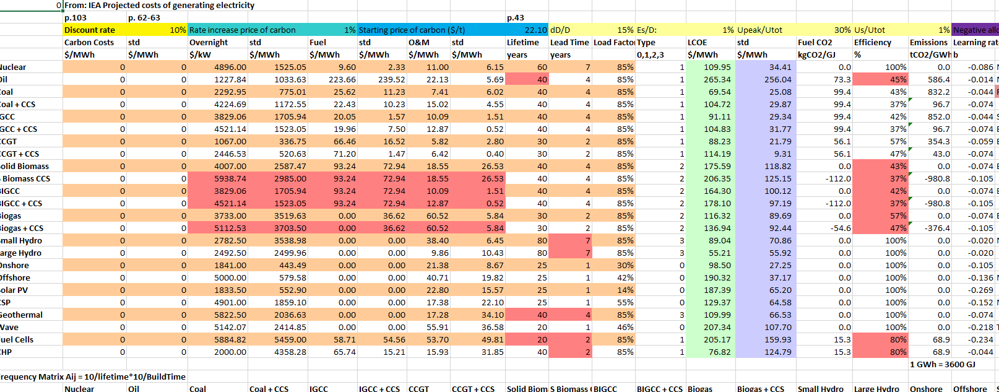 0 From: IEA Projected costs of generating electricity
p.103 p. 62-63 p.43
Discount rate 10% Rate increase price of carbon 1% Starting price of carbon ($/t) 22.10 dD/D 15% Es/D: 1% Upeak/Utot 30% Us/Utot 1% Negative allo
Carbon Costs std Overnight std Fuel std O&M std Lifetime Lead Time Load Facto Type LCOE std Fuel CO2 Efficiency Emissions Learning rat
$/MWh $/MWh $/kW $/MWh $/MWh $/MWh $/MWh $/MWh years years 0,1,2,3 $/MWh $/MWh kgCO2/GJ % tCO2/GWh b
Nuclear 0 0 4896.00 1525.05 9.60 2.33 11.00 6.15 60 7 85% 1 109.95 34.41 0.0 100% 0.0 -0.086
Oil 0 0 1227.84 1033.63 223.66 239.52 22.13 5.69 40 4 85% 1 265.34 256.04 73.3 45% 586.4 -0.014
Coal 0 0 2292.95 775.01 25.62 11.23 7.41 6.02 40 4 85% 1 69.54 25.08 99.4 43% 832.2 -0.044
Coal + CCS 0 0 4224.69 1172.55 22.43 10.23 15.02 4.55 40 4 85% 1 104.72 29.87 99.4 37% 96.7 -0.074
IGCC 0 0 3829.06 1705.94 20.05 1.57 10.09 1.51 40 4 85% 1 91.11 29.34 99.4 42% 852.0 -0.044
IGCC + CCS 0 0 4521.14 1523.05 19.96 7.50 12.87 0.52 40 4 85% 1 104.83 31.77 99.4 37% 96.7 -0.074
CCGT 0 0 1067.00 336.75 66.46 16.52 5.82 2.80 30 2 85% 1 88.23 21.79 56.1 57% 354.3 -0.059
CCGT + CCS 0 0 2446.53 520.63 71.20 1.47 6.42 0.40 30 2 85% 1 114.19 9.31 56.1 47% 43.0 -0.074
Solid Biomass 0 0 4007.00 2587.47 93.24 72.94 18.55 26.53 40 4 85% 2 175.59 118.82 0.0 43% 0.0 -0.074
S Biomass CCS 0 0 5938.74 2985.00 93.24 72.94 18.55 26.53 40 4 85% 2 206.35 125.15 -112.0 37% -980.8 -0.105
BIGCC 0 0 3829.06 1705.94 93.24 72.94 10.09 1.51 40 4 85% 2 164.30 100.12 0.0 42% 0.0 -0.074
BIGCC + CCS 0 0 4521.14 1523.05 93.24 72.94 12.87 0.52 40 4 85% 2 178.10 97.19 -112.0 37% -980.8 -0.105
Biogas 0 0 3733.00 3519.63 0.00 36.62 60.52 5.84 30 2 85% 2 116.32 89.69 0.0 57% 0.0 -0.074
Biogas + CCS 0 0 5112.53 3703.50 0.00 36.62 60.52 5.84 30 2 85% 2 136.94 92.44 -54.6 47% -376.4 -0.105
Small Hydro 0 0 2782.50 3538.98 0.00 0.00 38.40 6.45 80 7 85% 3 89.04 70.86 0.0 100% 0.0 -0.020
Large Hydro 0 0 2492.50 2499.96 0.00 0.00 9.86 10.43 80 7 85% 3 55.21 55.92 0.0 100% 0.0 -0.020
Onshore 0 0 1841.00 443.49 0.00 0.00 21.38 8.67 25 1 30% 0 98.50 27.25 0.0 100% 0.0 -0.105
Offshore 0 0 5000.00 579.58 0.00 0.00 40.71 19.82 25 1 42% 0 190.32 37.17 0.0 100% 0.0 -0.136
Solar PV 0 0 1833.50 552.90 0.00 0.00 22.80 15.57 25 1 14% 0 187.39 65.20 0.0 100% 0.0 -0.269
CSP 0 0 4901.00 1859.10 0.00 0.00 17.38 22.10 25 1 55% 0 129.37 64.58 0.0 100% 0.0 -0.152
Geothermal 0 0 5822.50 2036.63 0.00 0.00 17.28 34.10 40 4 85% 3 109.99 66.53 0.0 100% 0.0 -0.074
Wave 0 0 5142.07 2414.85 0.00 0.00 55.91 36.58 20 1 46% 0 207.34 107.70 0.0 100% 0.0 -0.218
Fuel Cells 0 0 5884.82 5459.00 58.71 54.56 53.70 49.81 20 2 85% 1 205.17 159.93 15.3 80% 68.9 -0.234
CHP 0 0 2000.00 4358.28 65.74 15.21 15.93 31.85 40 2 85% 1 76.82 124.79 15.3 80% 68.9 -0.044
1 GWh = 3600 GJ
Frequency Matrix Aij = 10/lifetime*10/BuildTime
Nuclear Oil Coal Coal + CCS IGCC IGCC + CCS CCGT CCGT + CCS Solid Biom S Biomass BIGCC BIGCC + CCS Biogas Biogas + CCS Small Hydro Large Hydro Onshore Offshore